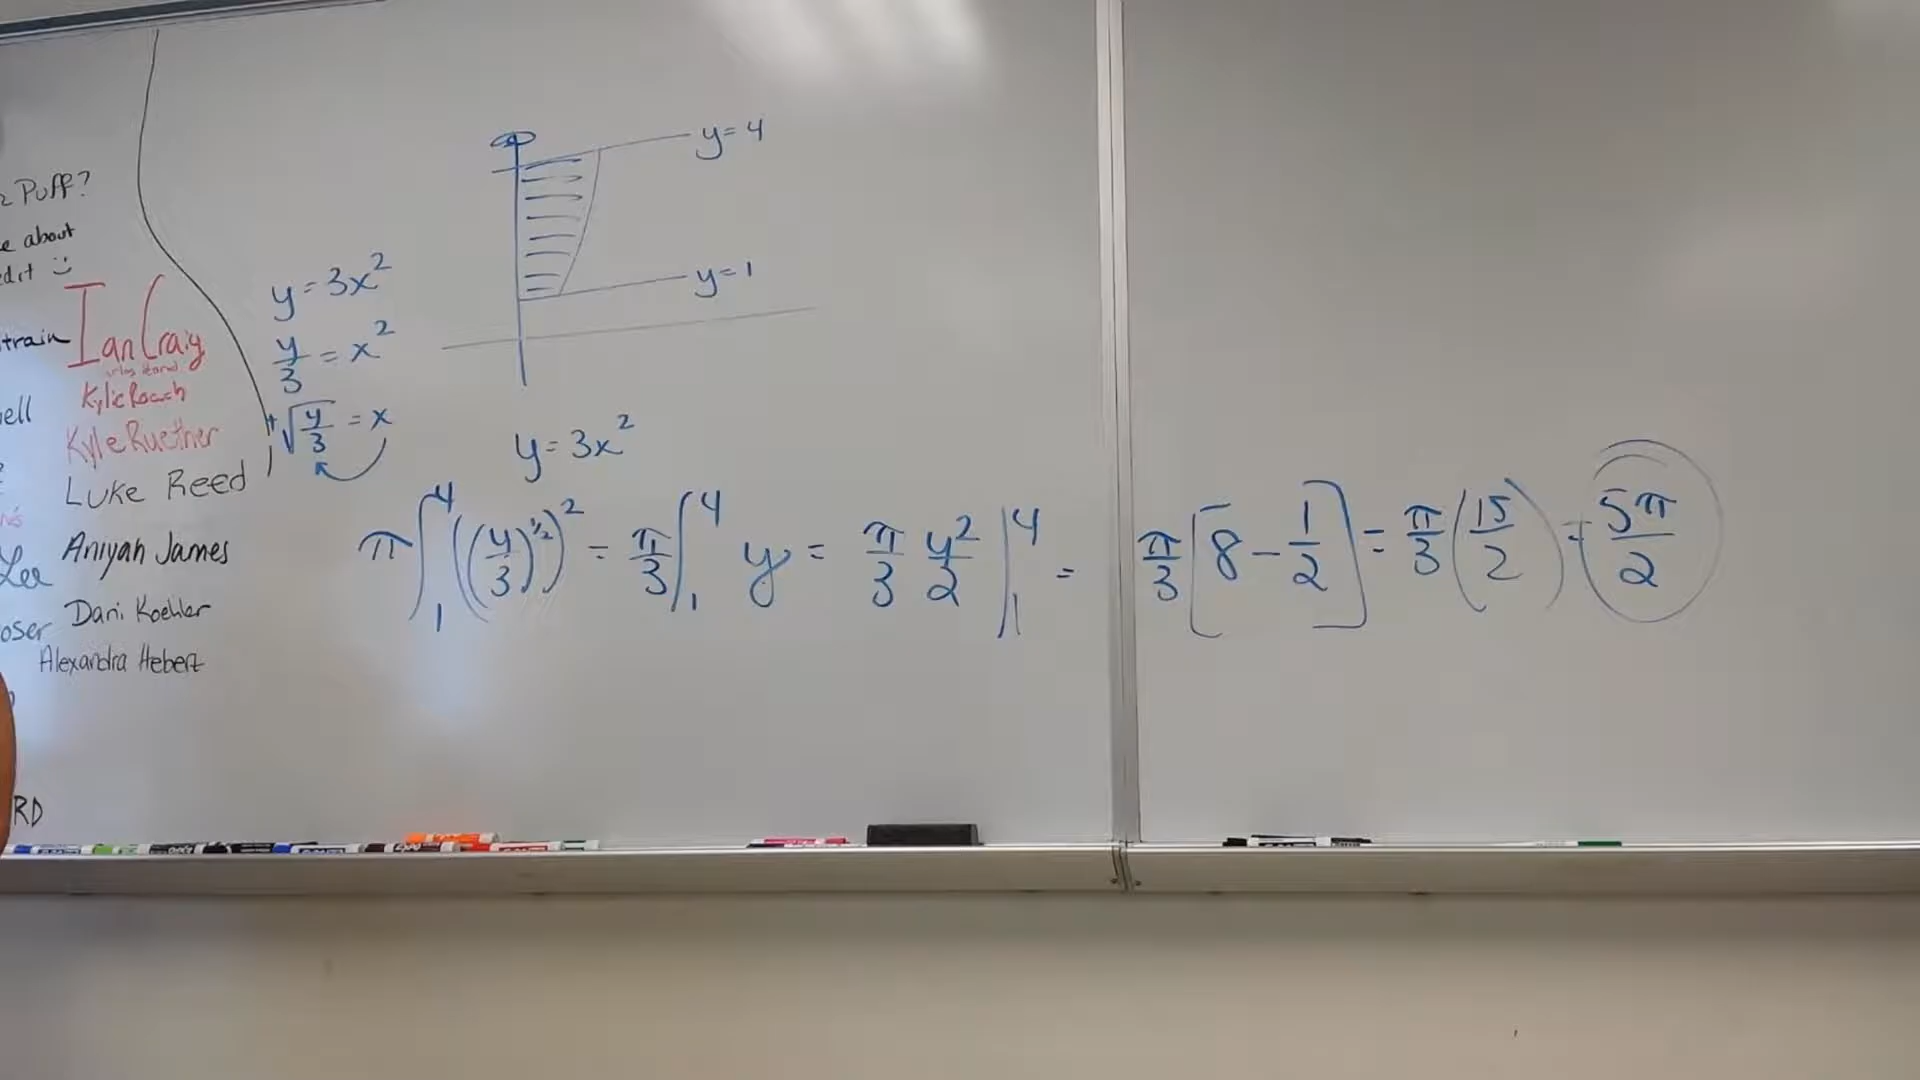 Puff?
about
Ian Craig
Kylie Roach
Kyle Ruether
Luke Reed
Lee
Aniyah James
Dani Koehler
Alexandra Hebert
RD
y = 4
y = 1
y = 3x²
y/3 = x²
+√(y/3) = x
y = 3x²
π∫₁⁴((y/3)^½)² = π/3 ∫₁⁴ y = π/3 y²/2 |₁⁴ = π/3[8 − 1/2] = π/3(15/2) = 5π/2